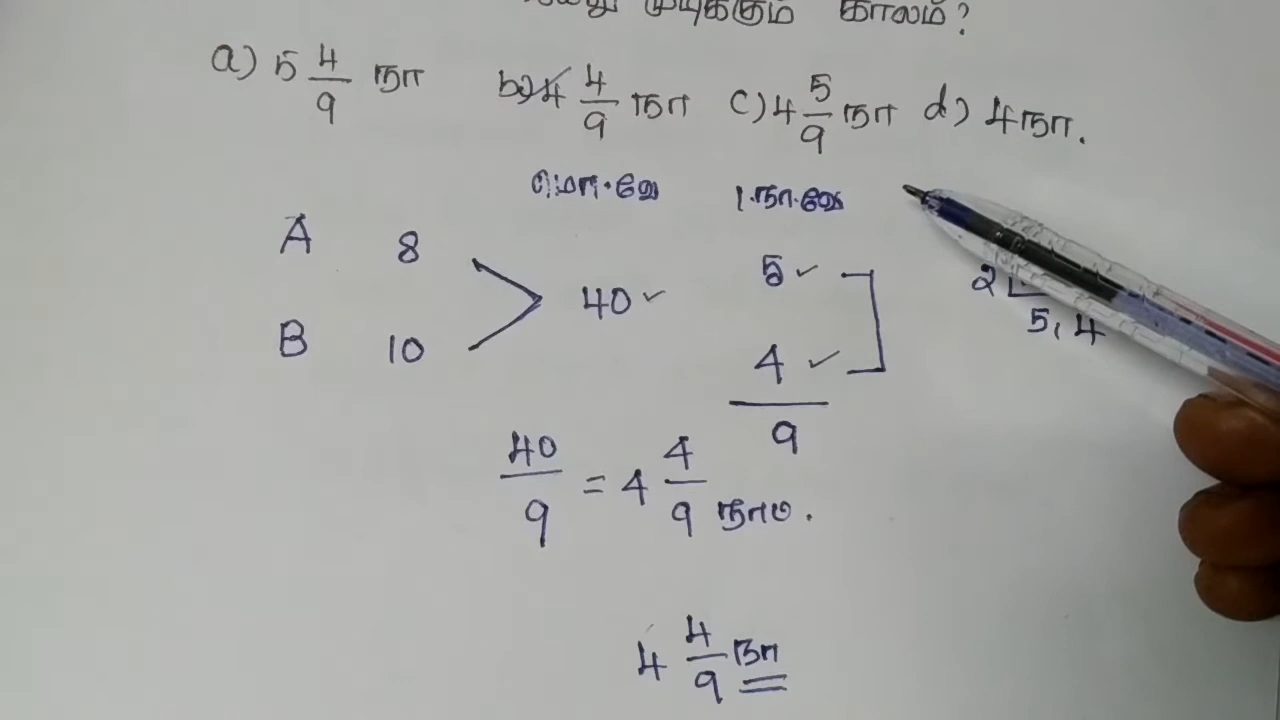 முடிக்கும் காலம்?
a) 5 4/9 நா b) 4 4/9 நா c) 4 5/9 நா d) 4 நா.
மொ.வே 1.நா.வே
A 8 5
40
2
5, 4
B 10 4
9
40/9 = 4 4/9 நாம்.
4 4/9 நா